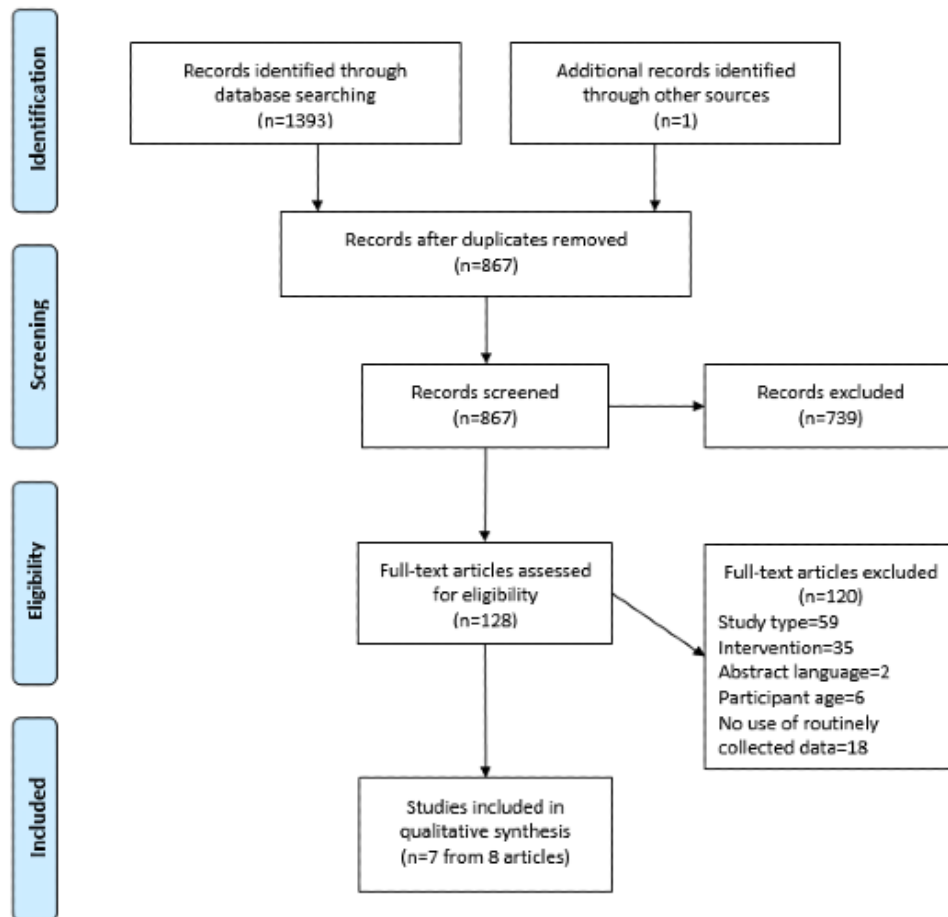 Identification
Records identified through
database searching
(n=1393)
Additional records identified
through other sources
(n=1)
Records after duplicates removed
(n=867)
Screening
Records screened
(n=867)
Records excluded
(n=739)
Eligibility
Full-text articles assessed
for eligibility
(n=128)
Full-text articles excluded
(n=120)
Study type=59
Intervention=35
Abstract language=2
Participant age=6
No use of routinely
collected data=18
Included
Studies included in
qualitative synthesis
(n=7 from 8 articles)